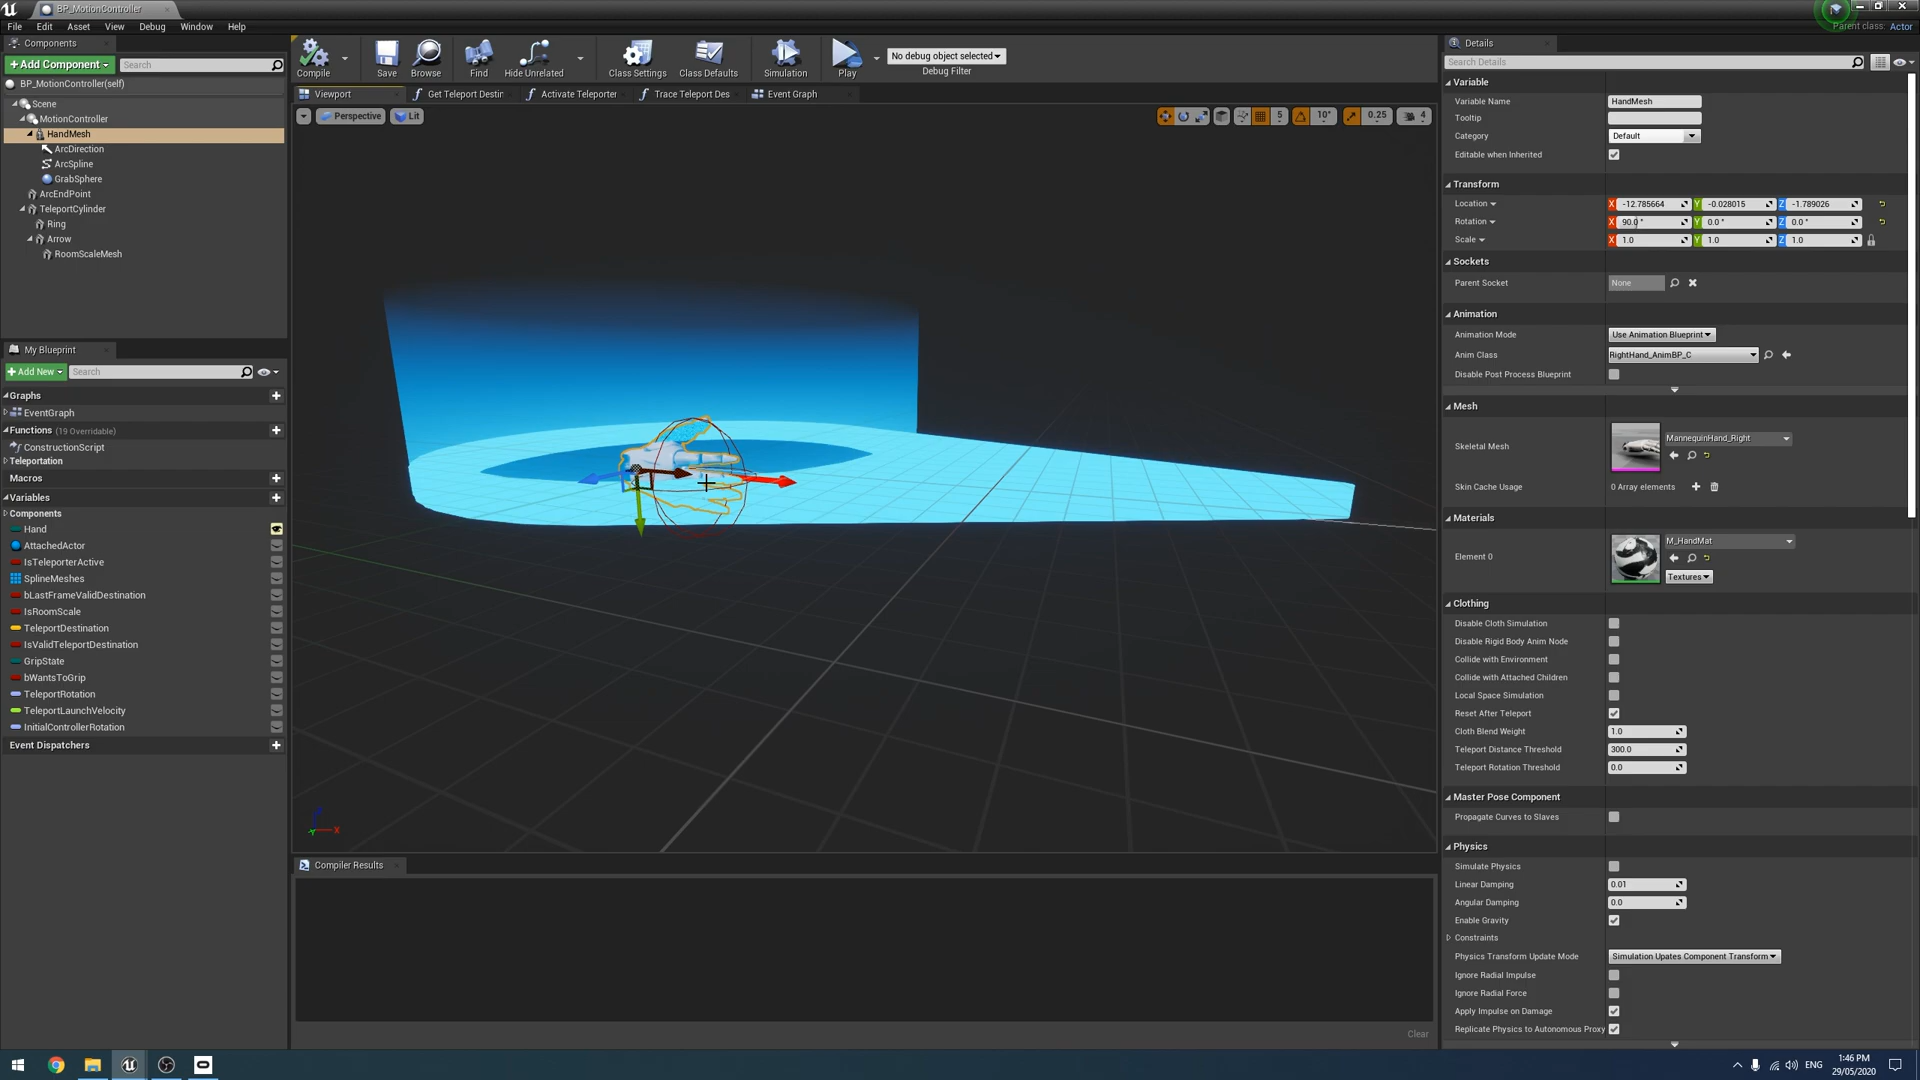 BP_MotionController
File Edit Asset View Debug Window Help
Parent class: Actor
Components
+Add Component
Search
BP_MotionController(self)
Scene
MotionController
HandMesh
ArcDirection
ArcSpline
GrabSphere
ArcEndPoint
TeleportCylinder
Ring
Arrow
RoomScaleMesh
My Blueprint
+Add New
Search
Graphs
EventGraph
Functions (19 Overridable)
ConstructionScript
Teleportation
Macros
Variables
Components
Hand
AttachedActor
IsTeleporterActive
SplineMeshes
bLastFrameValidDestination
IsRoomScale
TeleportDestination
IsValidTeleportDestination
GripState
bWantsToGrip
TeleportRotation
TeleportLaunchVelocity
InitialControllerRotation
Event Dispatchers
Compile Save Browse Find Hide Unrelated Class Settings Class Defaults Simulation Play
No debug object selected
Debug Filter
Viewport Get Teleport Destin Activate Teleporter Trace Teleport Des Event Graph
Perspective Lit
5 10° 0.25 4
X
Compiler Results
Clear
Details
Search Details
Variable
Variable Name HandMesh
Tooltip
Category Default
Editable when Inherited
Transform
Location X -12.785664 Y -0.028015 Z -1.789026
Rotation X 90.0 ° Y 0.0 ° Z 0.0 °
Scale X 1.0 Y 1.0 Z 1.0
Sockets
Parent Socket None
Animation
Animation Mode Use Animation Blueprint
Anim Class RightHand_AnimBP_C
Disable Post Process Blueprint
Mesh
Skeletal Mesh MannequinHand_Right
Skin Cache Usage 0 Array elements
Materials
Element 0 M_HandMat
Textures
Clothing
Disable Cloth Simulation
Disable Rigid Body Anim Node
Collide with Environment
Collide with Attached Children
Local Space Simulation
Reset After Teleport
Cloth Blend Weight 1.0
Teleport Distance Threshold 300.0
Teleport Rotation Threshold 0.0
Master Pose Component
Propagate Curves to Slaves
Physics
Simulate Physics
Linear Damping 0.01
Angular Damping 0.0
Enable Gravity
Constraints
Physics Transform Update Mode Simulation Upates Component Transform
Ignore Radial Impulse
Ignore Radial Force
Apply Impulse on Damage
Replicate Physics to Autonomous Proxy
ENG
1:46 PM
29/05/2020